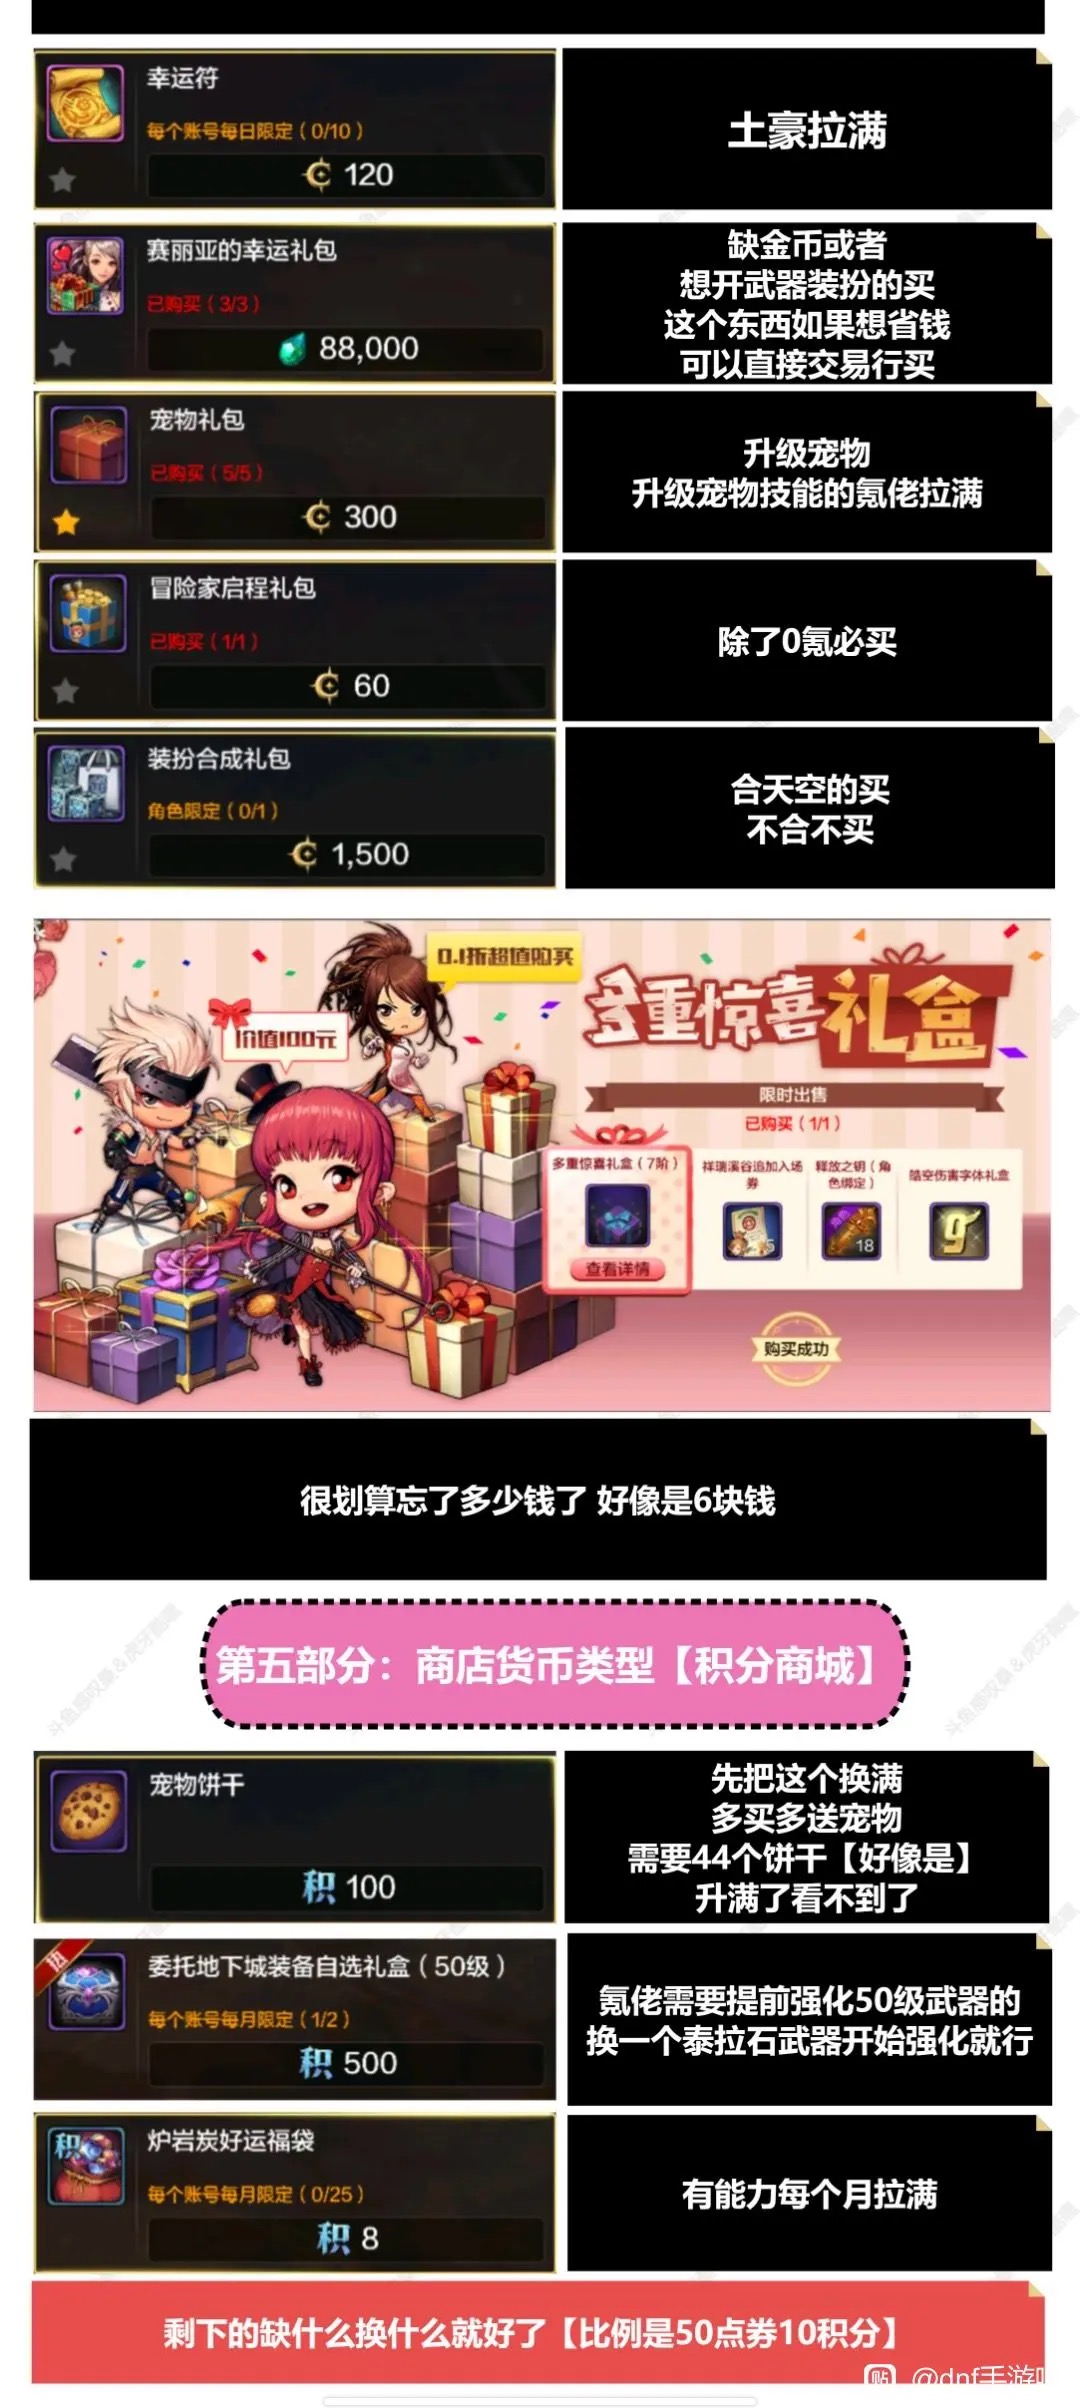 幸运符
每个账号每日限定（0/10）
120
土豪拉满
赛丽亚的幸运礼包
已购买（3/3）
88,000
缺金币或者
想开武器装扮的买
这个东西如果想省钱
可以直接交易行买
宠物礼包
已购买（5/5）
300
升级宠物
升级宠物技能的氪佬拉满
冒险家启程礼包
已购买（1/1）
60
除了0氪必买
装扮合成礼包
角色限定（0/1）
1,500
合天空的买
不合不买
0.1折超值购买
价值100元
多重惊喜礼盒
限时出售
已购买（1/1）
多重惊喜礼盒（7阶）
查看详情
祥瑞溪谷追加入场
券
5
释放之钥（角
色绑定）
18
皓空伤害字体礼盒
9
购买成功
很划算忘了多少钱了 好像是6块钱
第五部分：商店货币类型【积分商城】
宠物饼干
积 100
先把这个换满
多买多送宠物
需要44个饼干【好像是】
升满了看不到了
热
委托地下城装备自选礼盒（50级）
每个账号每月限定（1/2）
积 500
氪佬需要提前强化50级武器的
换一个泰拉石武器开始强化就行
积
炉岩炭好运福袋
每个账号每月限定（0/25）
积 8
有能力每个月拉满
剩下的缺什么换什么就好了【比例是50点券10积分】
贴 @dnf手游